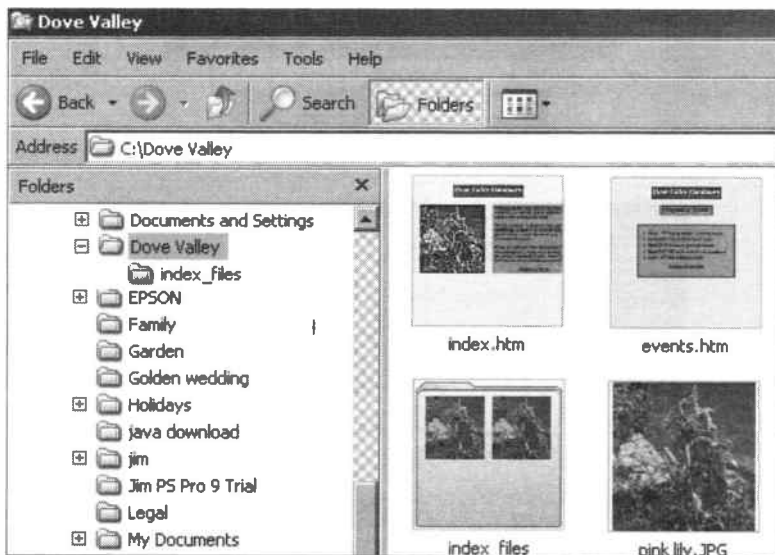 Dove Valley
File Edit View Favorites Tools Help
Back Search Folders
Address C:\Dove Valley
Folders
Documents and Settings
Dove Valley
index_files
EPSON
Family
Garden
Golden wedding
Holidays
java download
jim
Jim PS Pro 9 Trial
Legal
My Documents
index.htm
events.htm
index_files
pink lily.JPG